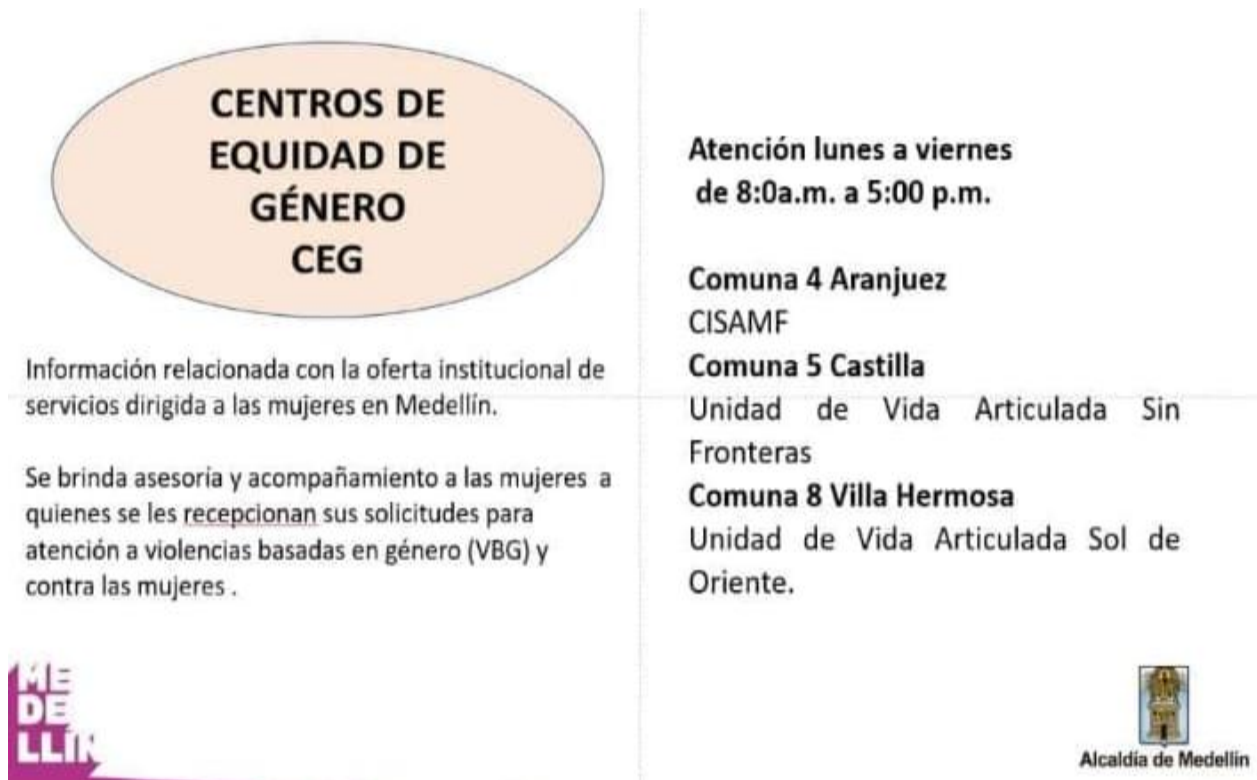 CENTROS DE
EQUIDAD DE
GÉNERO
CEG
Información relacionada con la oferta institucional de
servicios dirigida a las mujeres en Medellín.
Se brinda asesoría y acompañamiento a las mujeres a
quienes se les recepcionan sus solicitudes para
atención a violencias basadas en género (VBG) y
contra las mujeres .
ME
DE
LLÍN
Atención lunes a viernes
de 8:0a.m. a 5:00 p.m.
Comuna 4 Aranjuez
CISAMF
Comuna 5 Castilla
Unidad de Vida Articulada Sin
Fronteras
Comuna 8 Villa Hermosa
Unidad de Vida Articulada Sol de
Oriente.
Alcaldía de Medellín